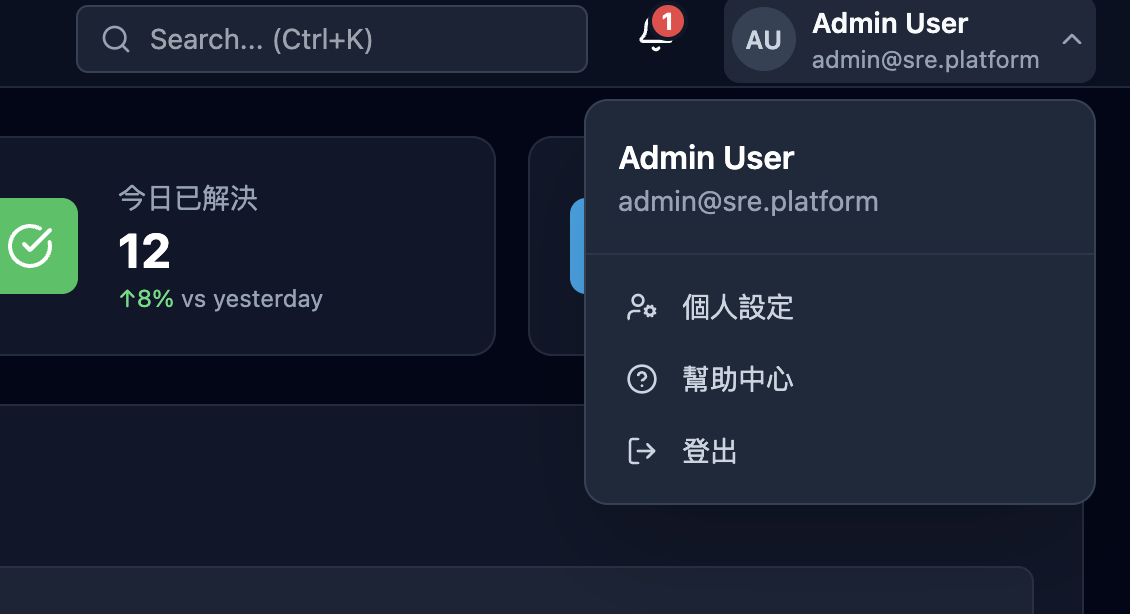 Search... (Ctrl+K)
1
AU
Admin User
admin@sre.platform
今日已解決
12
↑8% vs yesterday
Admin User
admin@sre.platform
個人設定
幫助中心
登出